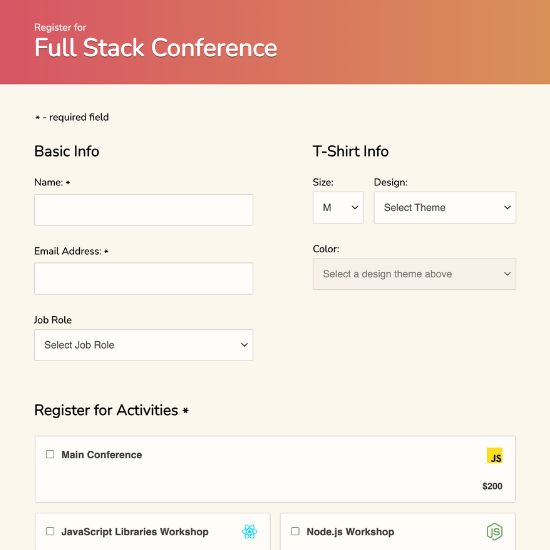 Register for
Full Stack Conference
* - required field
Basic Info
Name: *
Email Address: *
Job Role
Select Job Role
T-Shirt Info
Size:
M
Design:
Select Theme
Color:
Select a design theme above
Register for Activities *
Main Conference
JS
$200
JavaScript Libraries Workshop
Node.js Workshop
JS